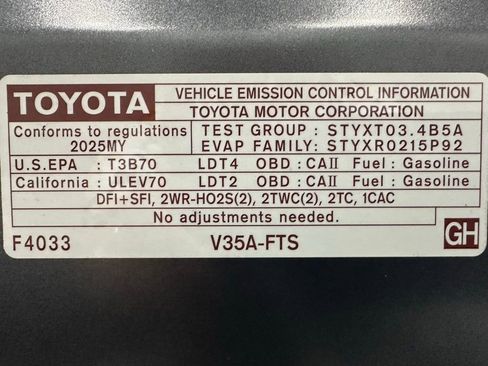 TOYOTA
VEHICLE EMISSION CONTROL INFORMATION
TOYOTA MOTOR CORPORATION
Conforms to regulations
2025MY
TEST GROUP : STYXT03.4B5A
EVAP FAMILY: STYXR0215P92
U.S.EPA : T3B70 LDT4 OBD : CAII Fuel : Gasoline
California : ULEV70 LDT2 OBD : CAII Fuel : Gasoline
DFI+SFI, 2WR-HO2S(2), 2TWC(2), 2TC, 1CAC
No adjustments needed.
F4033 V35A-FTS GH